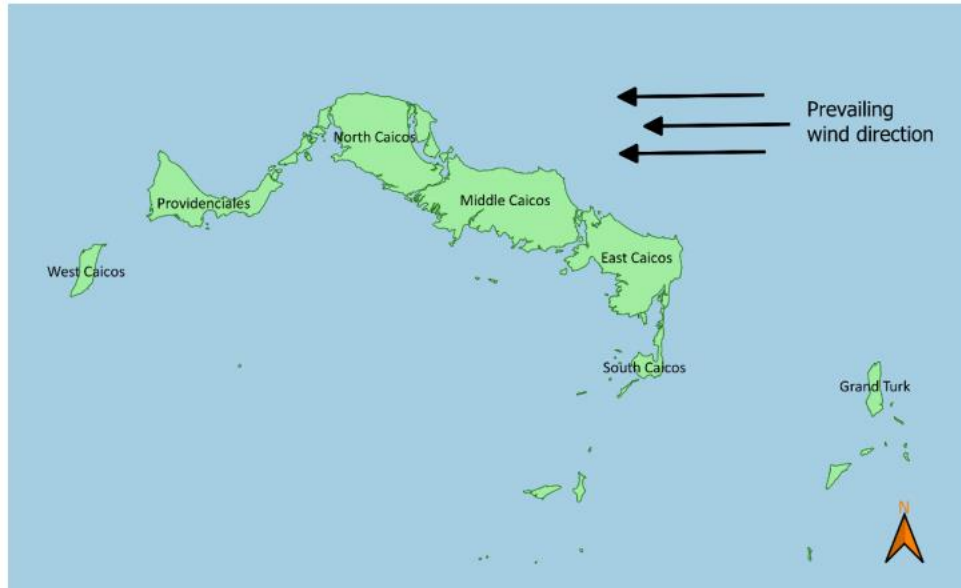 Prevailing
wind direction
North Caicos
Providenciales
Middle Caicos
West Caicos
East Caicos
South Caicos
Grand Turk
N